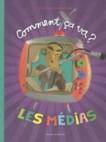 Comment ça va?
LES MÉDIAS